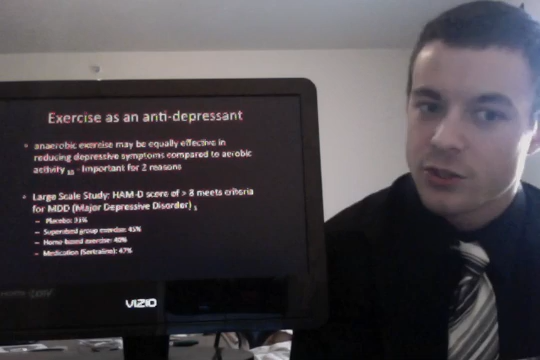 Exercise as an anti-depressant
anaerobic exercise may be equally effective in
reducing depressive symptoms compared to aerobic
activity - Important for 2 reasons
Large Scale Study: HAM-D score of > 8 meets criteria
for MDD (Major Depressive Disorder)
– Placebo: 31%
– Supervised group exercise: 45%
– Home-based exercise: 40%
– Medication (Sertraline): 47%
VIZIO